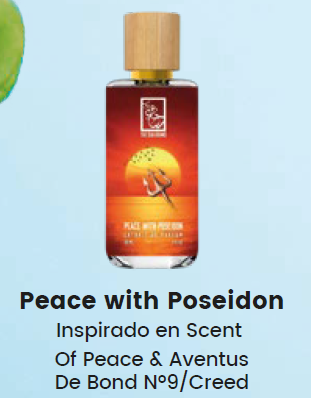 PEACE WITH POSEIDON
Peace with Poseidon
Inspirado en Scent
Of Peace & Aventus
De Bond Nº9/Creed